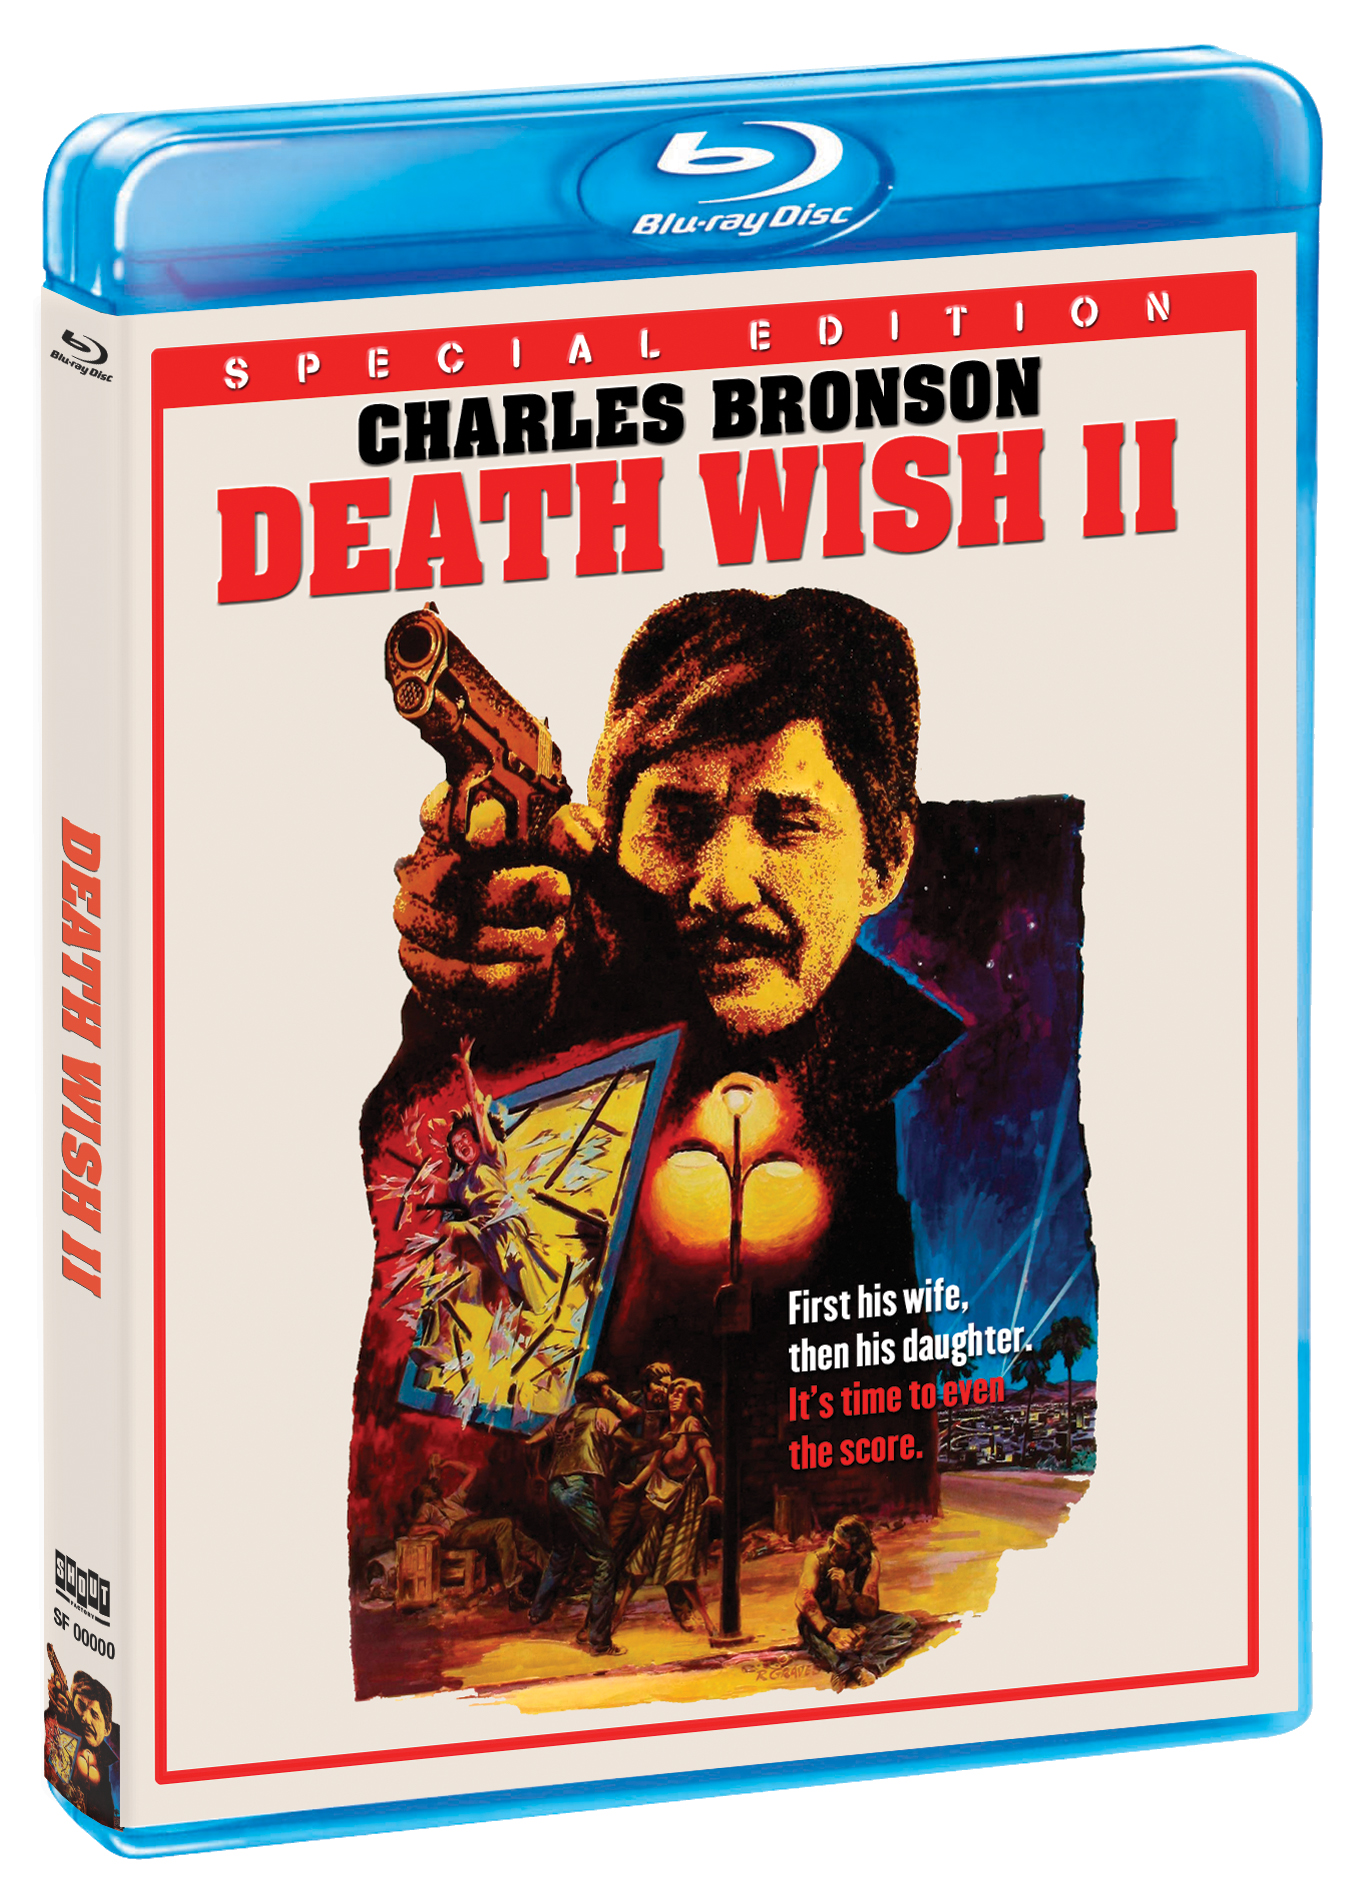 Blu-ray Disc
SPECIAL EDITION
CHARLES BRONSON
DEATH WISH II
First his wife,
then his daughter.
It's time to even
the score.
Blu-ray Disc
DEATH WISH II
SHOUT
FACTORY
SF 00000